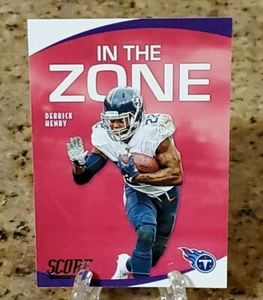 IN THE
ZONE
DERRICK
HENRY
SCORE
T